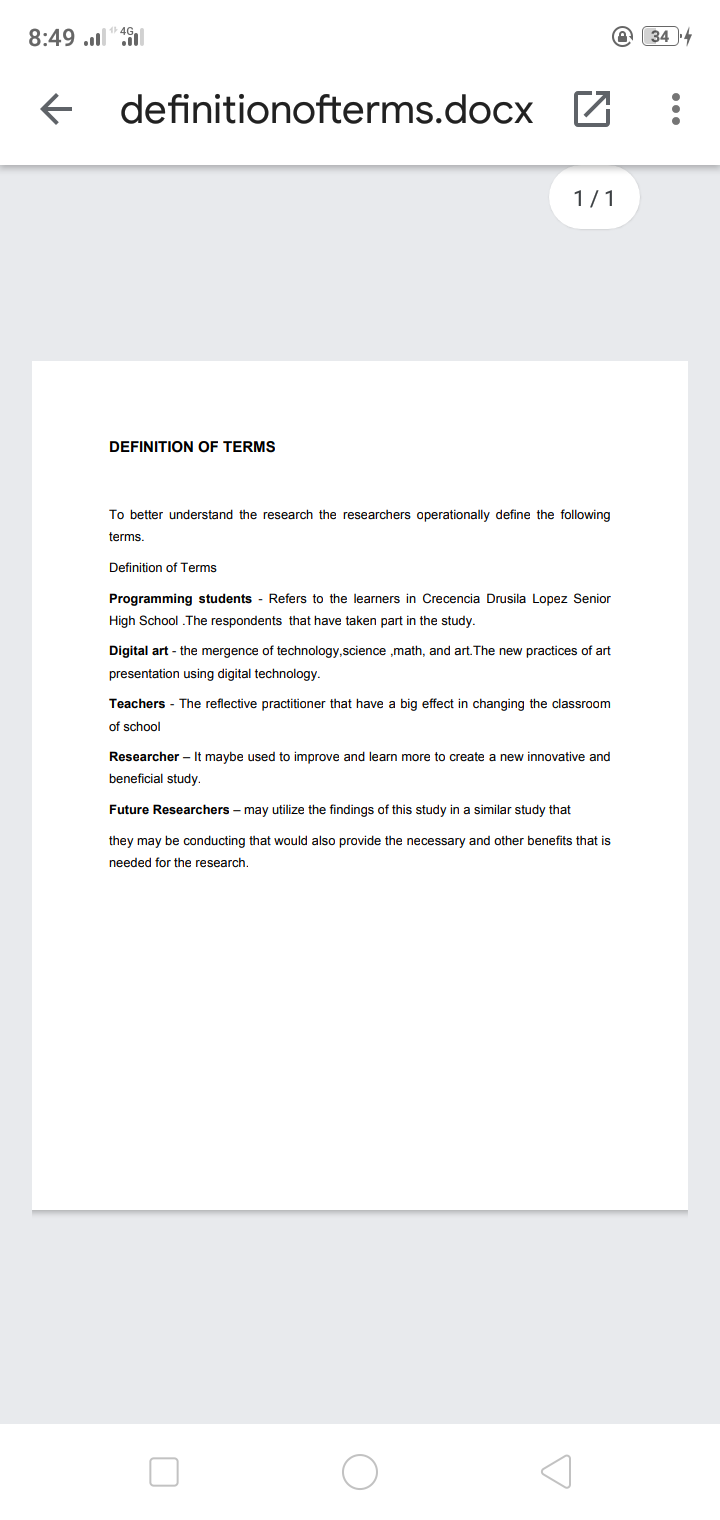 8:49 4G 34
definitionofterms.docx
1 / 1
DEFINITION OF TERMS
To better understand the research the researchers operationally define the following
terms.
Definition of Terms
Programming students - Refers to the learners in Crecencia Drusila Lopez Senior
High School .The respondents that have taken part in the study.
Digital art - the mergence of technology,science ,math, and art.The new practices of art
presentation using digital technology.
Teachers - The reflective practitioner that have a big effect in changing the classroom
of school
Researcher – It maybe used to improve and learn more to create a new innovative and
beneficial study.
Future Researchers – may utilize the findings of this study in a similar study that
they may be conducting that would also provide the necessary and other benefits that is
needed for the research.